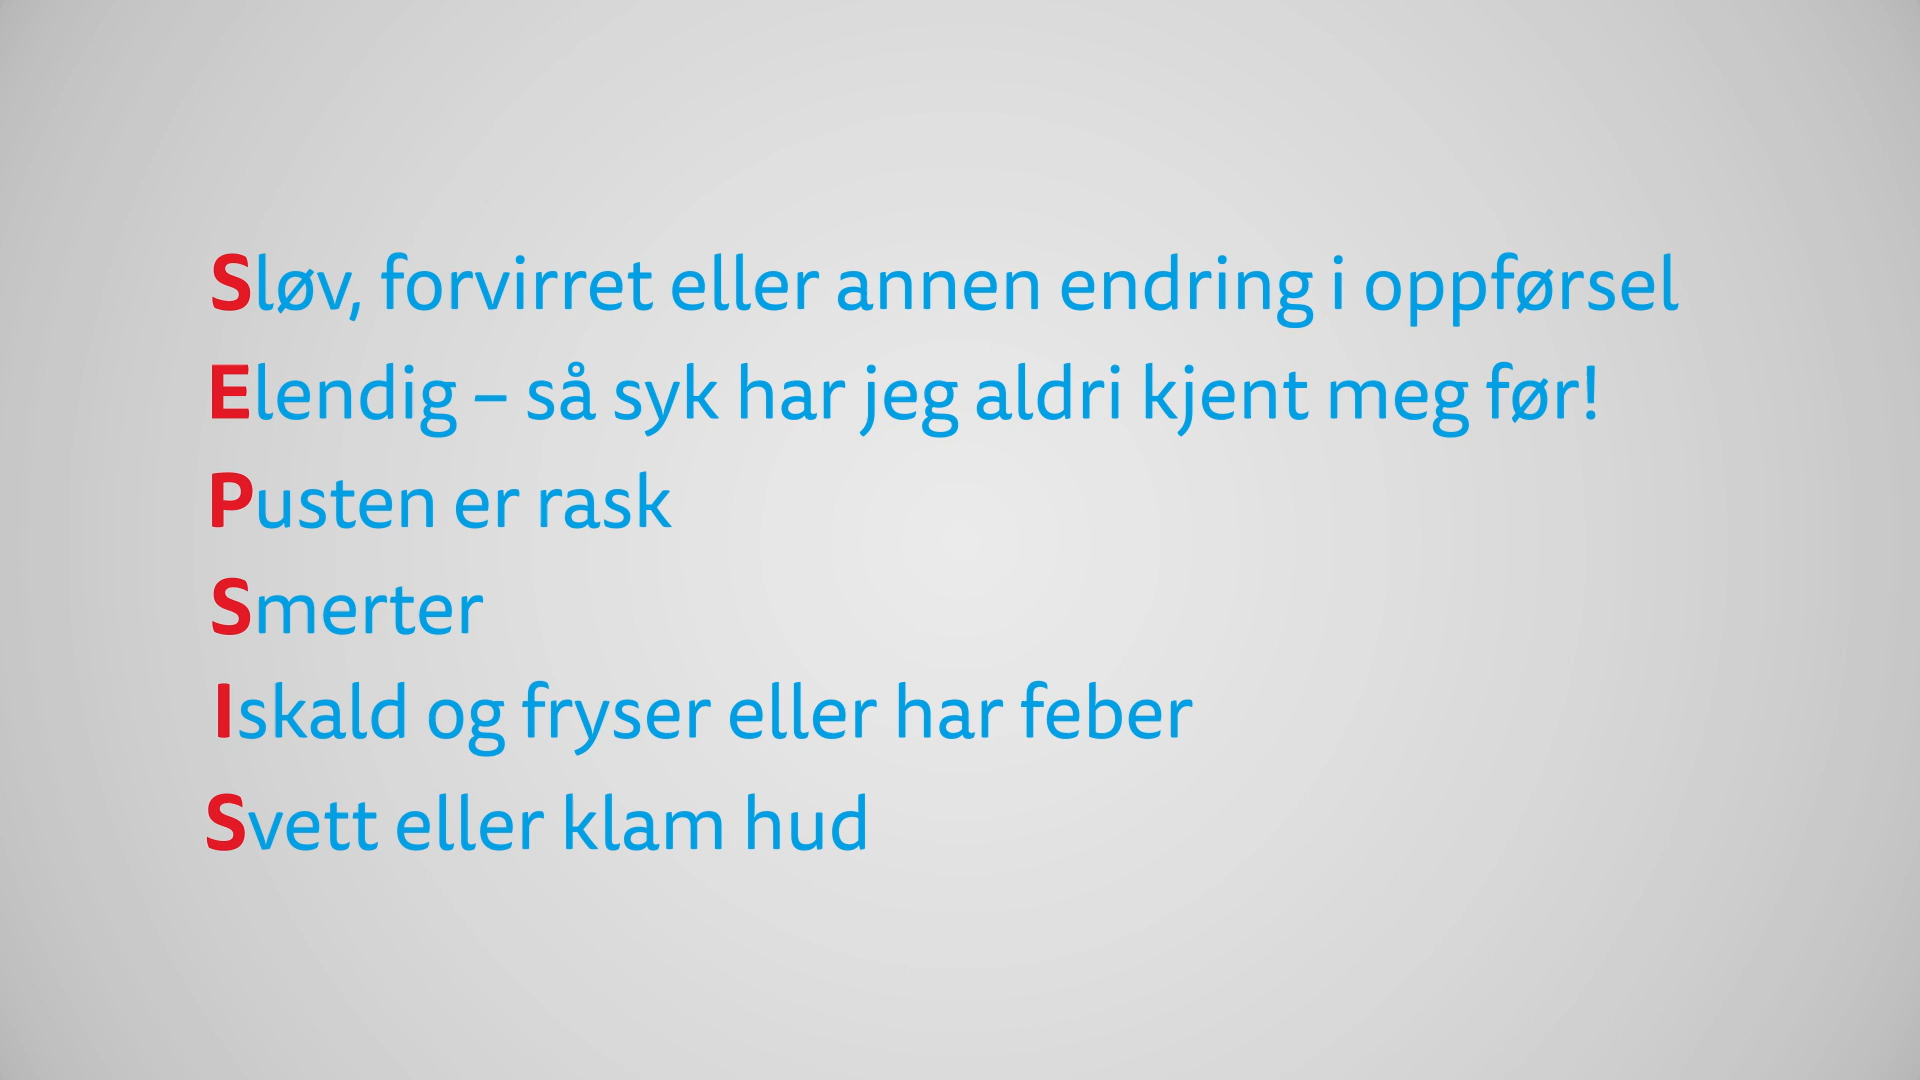 Sløv, forvirret eller annen endring i oppførsel
Elendig – så syk har jeg aldri kjent meg før!
Pusten er rask
Smerter
Iskald og fryser eller har feber
Svett eller klam hud